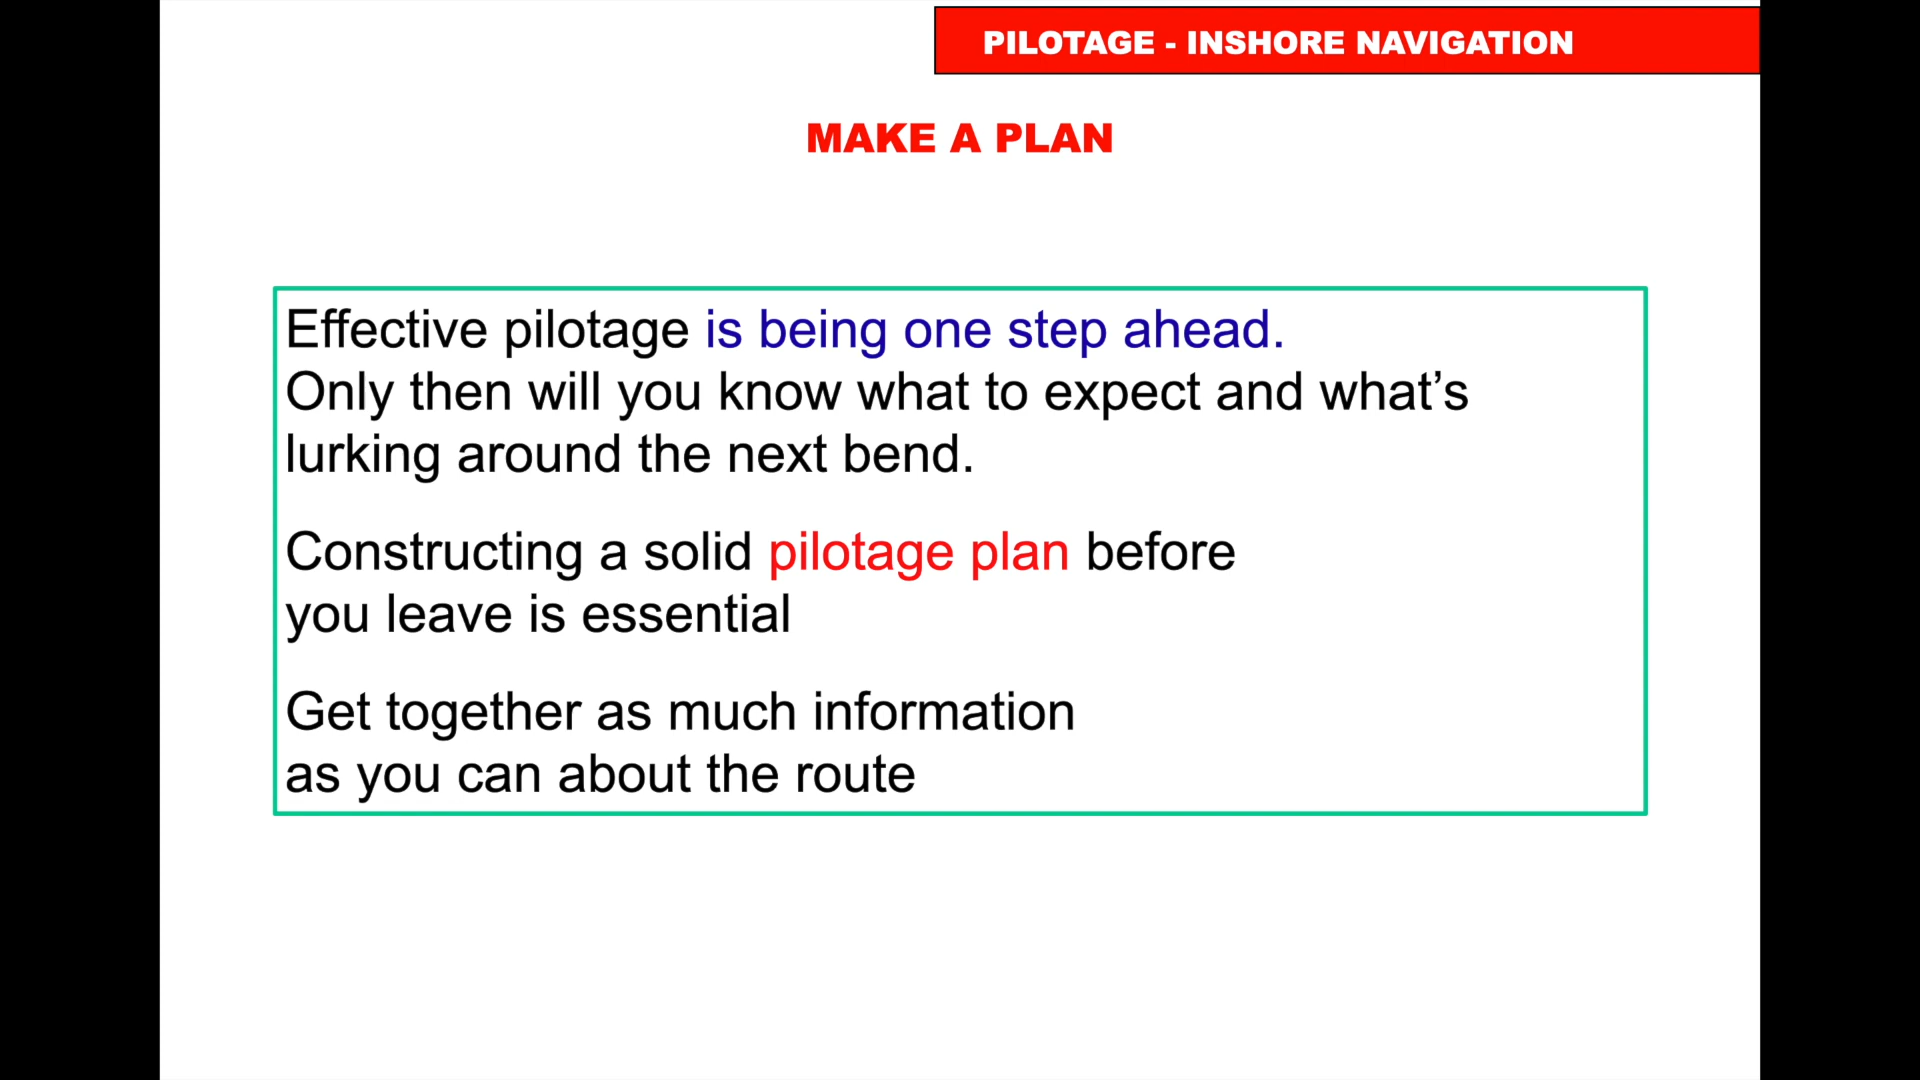 PILOTAGE - INSHORE NAVIGATION
MAKE A PLAN
Effective pilotage is being one step ahead.
Only then will you know what to expect and what’s
lurking around the next bend.
Constructing a solid pilotage plan before
you leave is essential
Get together as much information
as you can about the route